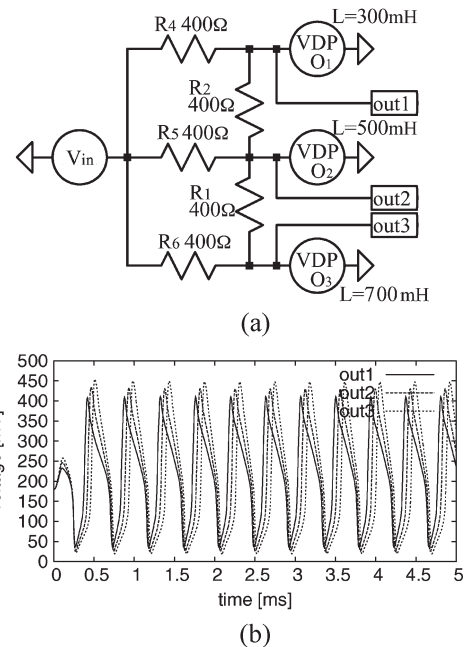 R4 400Ω
VDP
O1
L=300mH
R2
400Ω
out1
L=500mH
Vin
R5 400Ω
VDP
O2
R1
400Ω
out2
out3
R6 400Ω
VDP
O3
L=700mH
(a)
500
450
400
350
300
250
200
150
100
50
0
out1
out2
out3
0 0.5 1 1.5 2 2.5 3 3.5 4 4.5 5
time [ms]
(b)